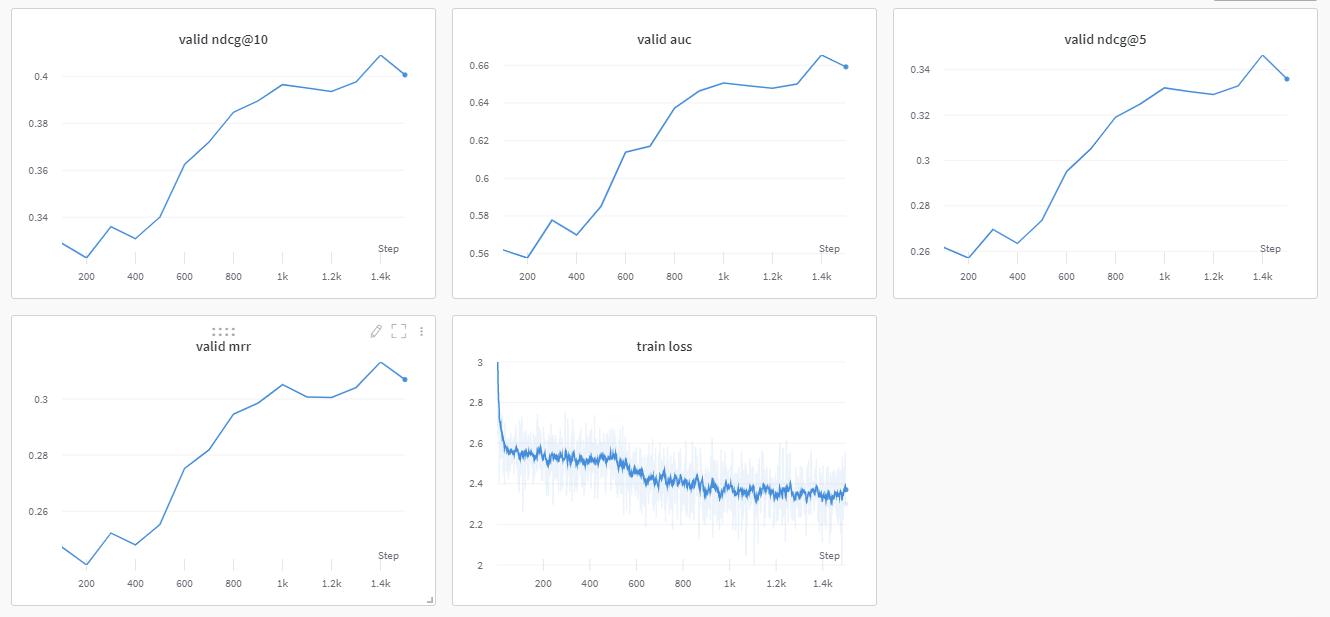 valid ndcg@10
0.4
0.38
0.36
0.34
Step
200 400 600 800 1k 1.2k 1.4k
valid auc
0.66
0.64
0.62
0.6
0.58
0.56
Step
200 400 600 800 1k 1.2k 1.4k
valid ndcg@5
0.34
0.32
0.3
0.28
0.26
Step
200 400 600 800 1k 1.2k 1.4k
valid mrr
0.3
0.28
0.26
Step
200 400 600 800 1k 1.2k 1.4k
train loss
3
2.8
2.6
2.4
2.2
2
Step
200 400 600 800 1k 1.2k 1.4k